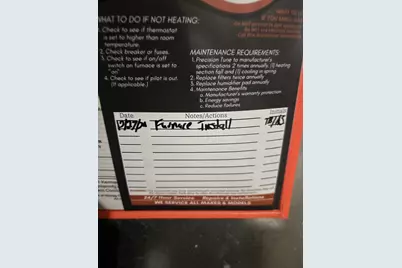 WHAT TO DO IF NOT HEATING:
1. Check to see if thermostat
is set to higher than room
temperature.
2. Check breaker or fuses.
3. Check to see if on/off
switch on furnace is set to
"on"
4. Check to see if pilot is out.
(if applicable)
MAINTENANCE REQUIREMENTS:
1. Precision Tune to manufacturer's
specifications 2 times annually. (1) heating
section fall and (1) cooling in spring
2. Replace filters twice annually
3. Replace humidifier pad annually
4. Maintenance Benefits
a. Manufacturer's warranty protection
b. Energy savings
c. Reduce failures
Date
Notes/Actions
Initials
Furnace Install
24/7 Hour Service Repairs & Installations
WE SERVICE ALL MAKES & MODELS